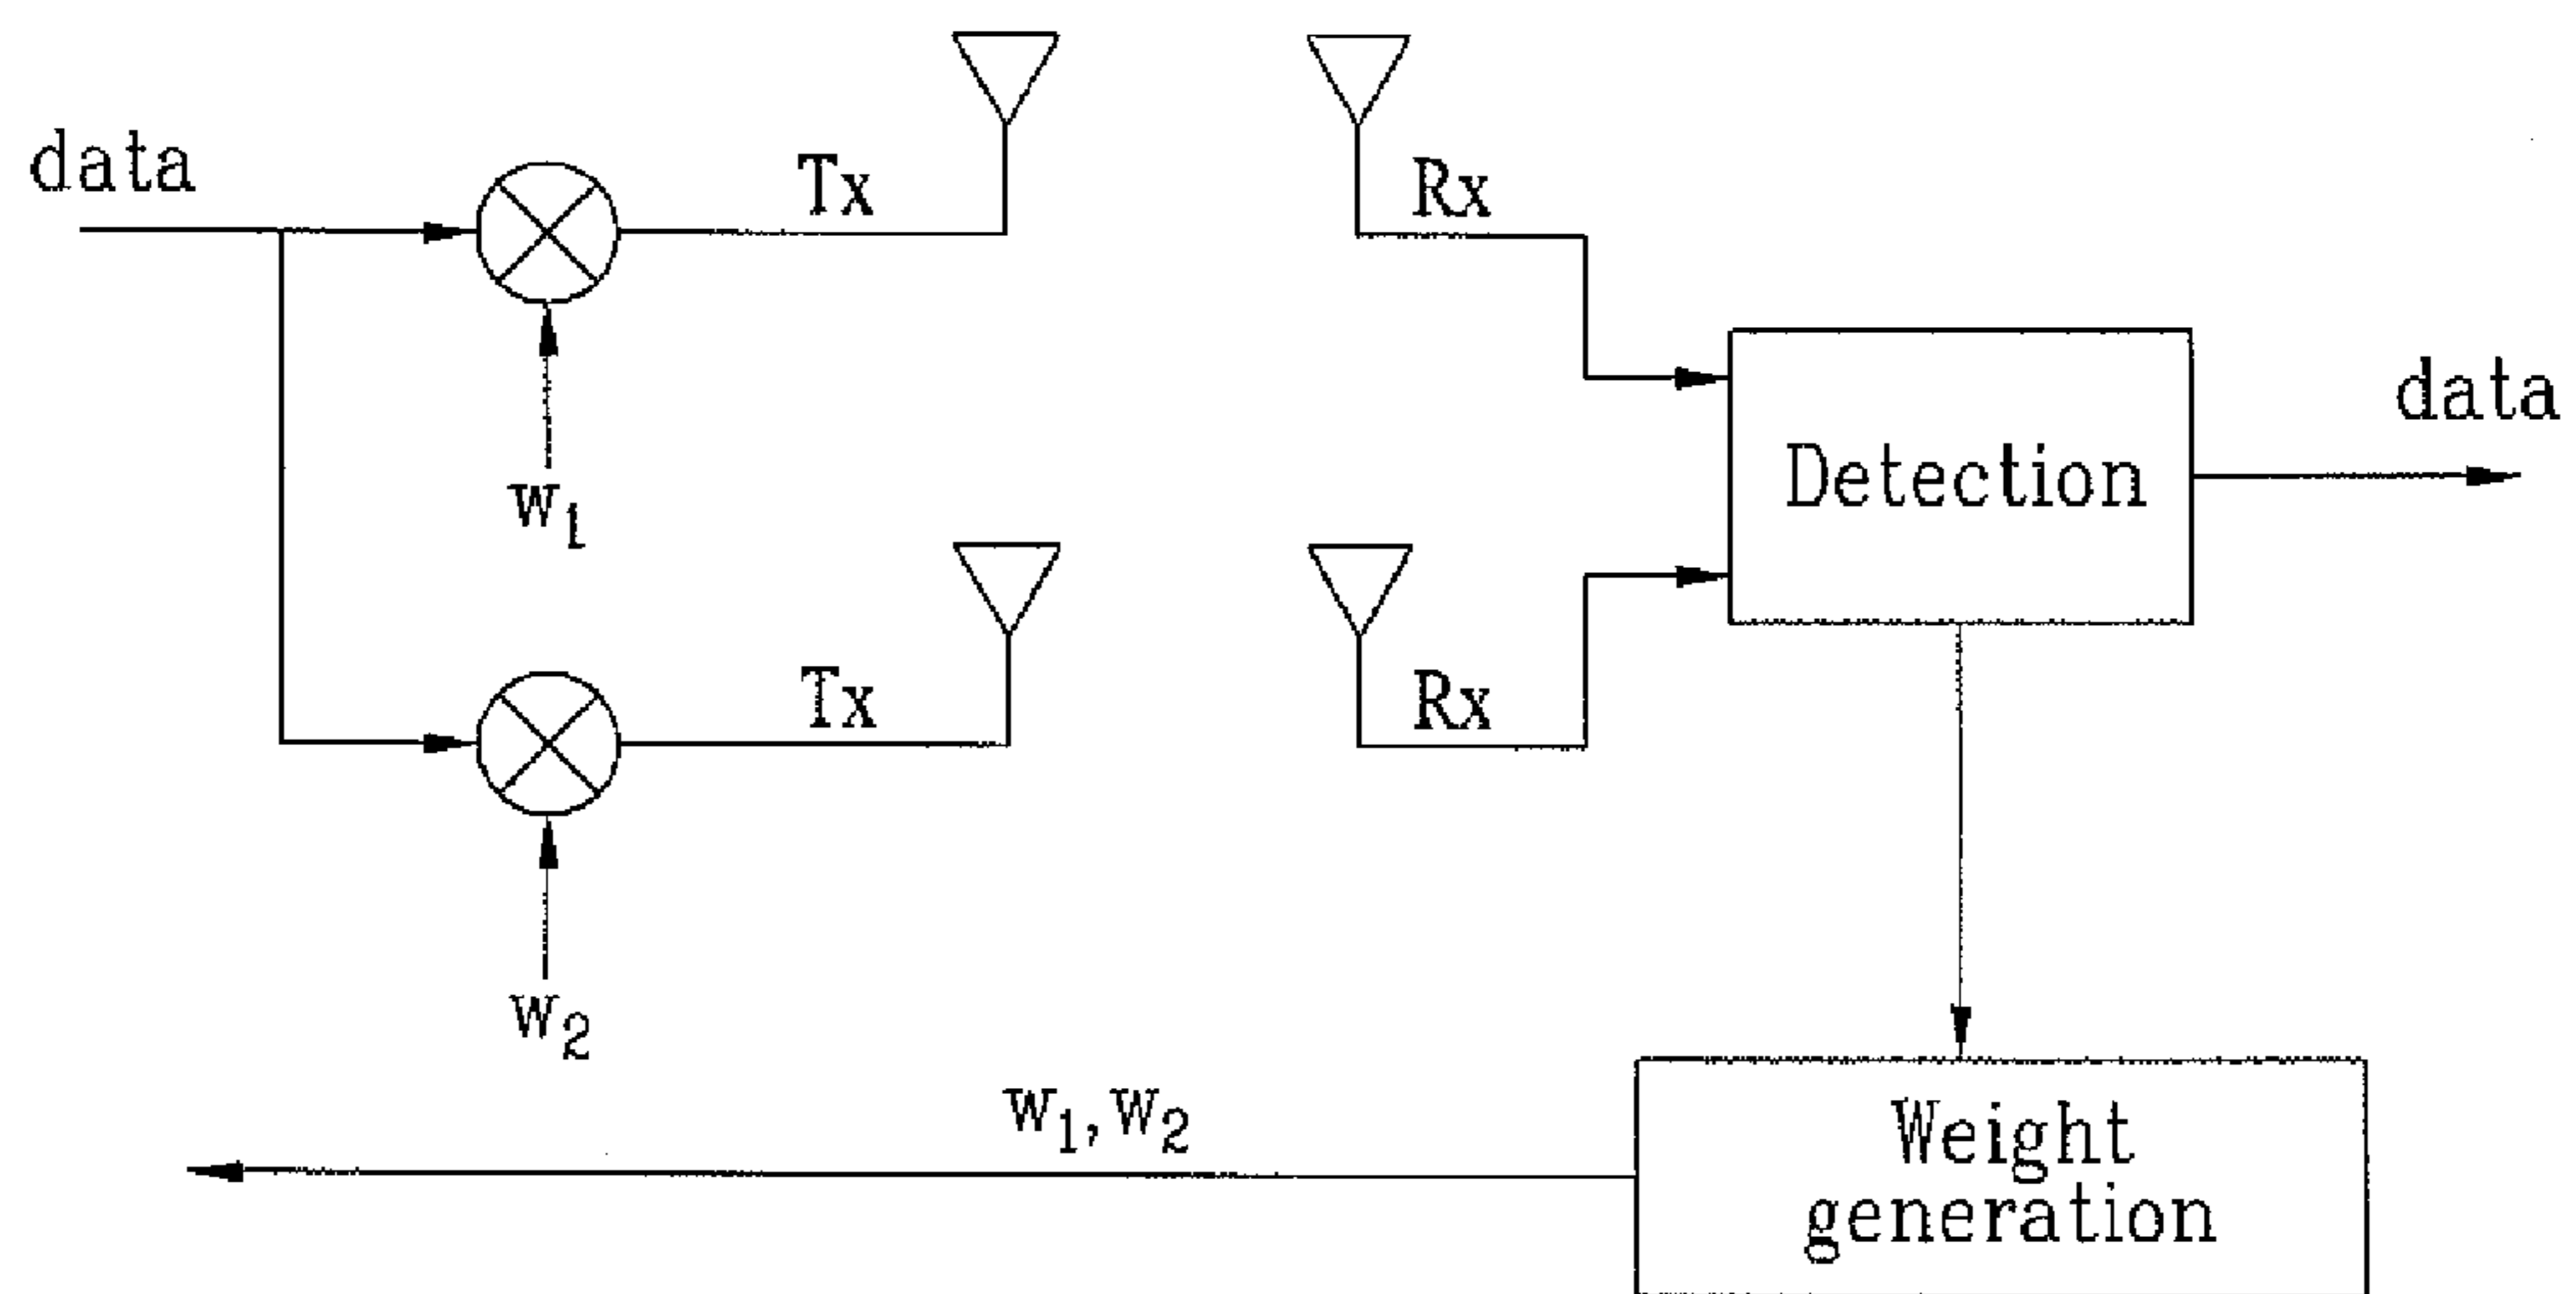 data
Tx
Rx
w1
data
Detection
Tx
Rx
w2
w1, w2
Weight
generation